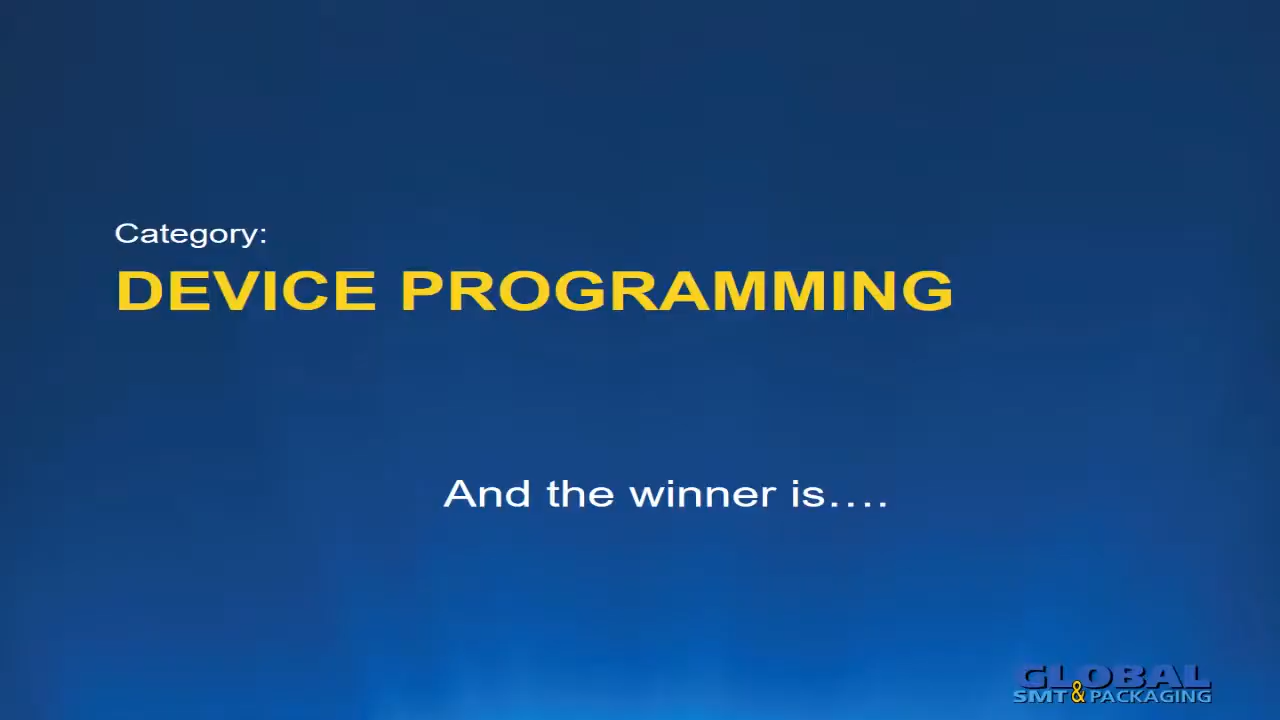 Category:
DEVICE PROGRAMMING
And the winner is….
GLOBAL
SMT&PACKAGING